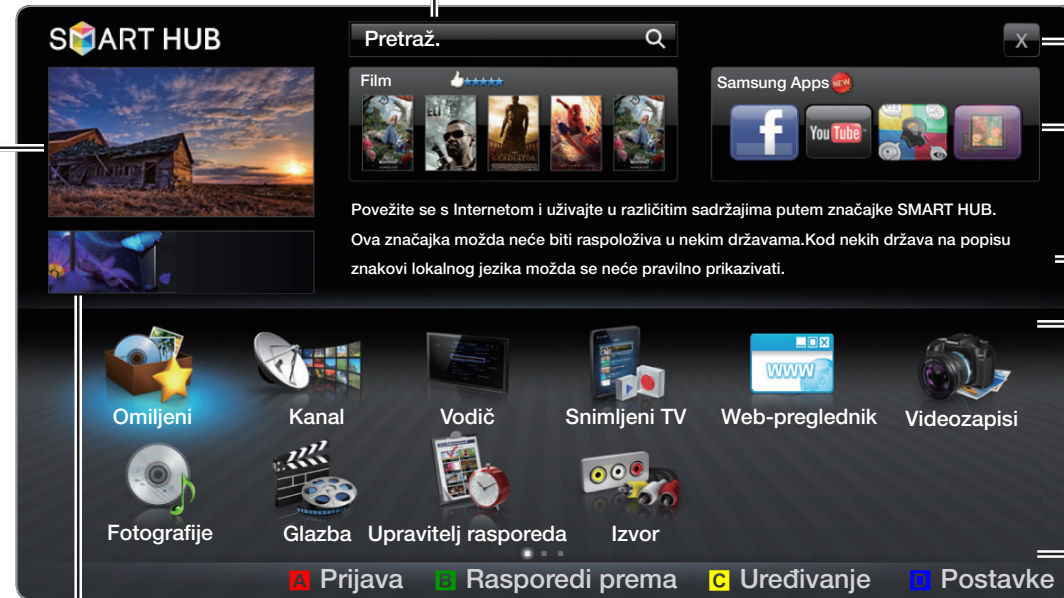 SMART HUB
Pretraž.
X
Film
Samsung Apps NEW
ELI
GLADIATOR
f
You Tube
Povežite se s Internetom i uživajte u različitim sadržajima putem značajke SMART HUB.
Ova značajka možda neće biti raspoloživa u nekim državama.Kod nekih država na popisu
znakovi lokalnog jezika možda se neće pravilno prikazivati.
www
Omiljeni Kanal Vodič Snimljeni TV Web-preglednik Videozapisi
Fotografije Glazba Upravitelj rasporeda Izvor
A Prijava B Rasporedi prema C Uređivanje D Postavke